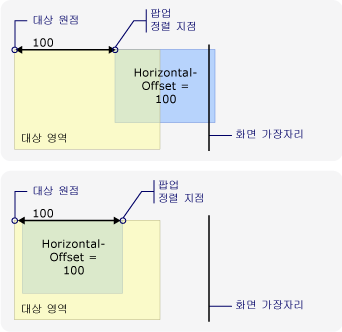 대상 원점
팝업
정렬 지점
100
Horizontal-
Offset =
100
대상 영역
화면 가장자리
대상 원점
팝업
정렬 지점
100
Horizontal-
Offset =
100
대상 영역
화면 가장자리